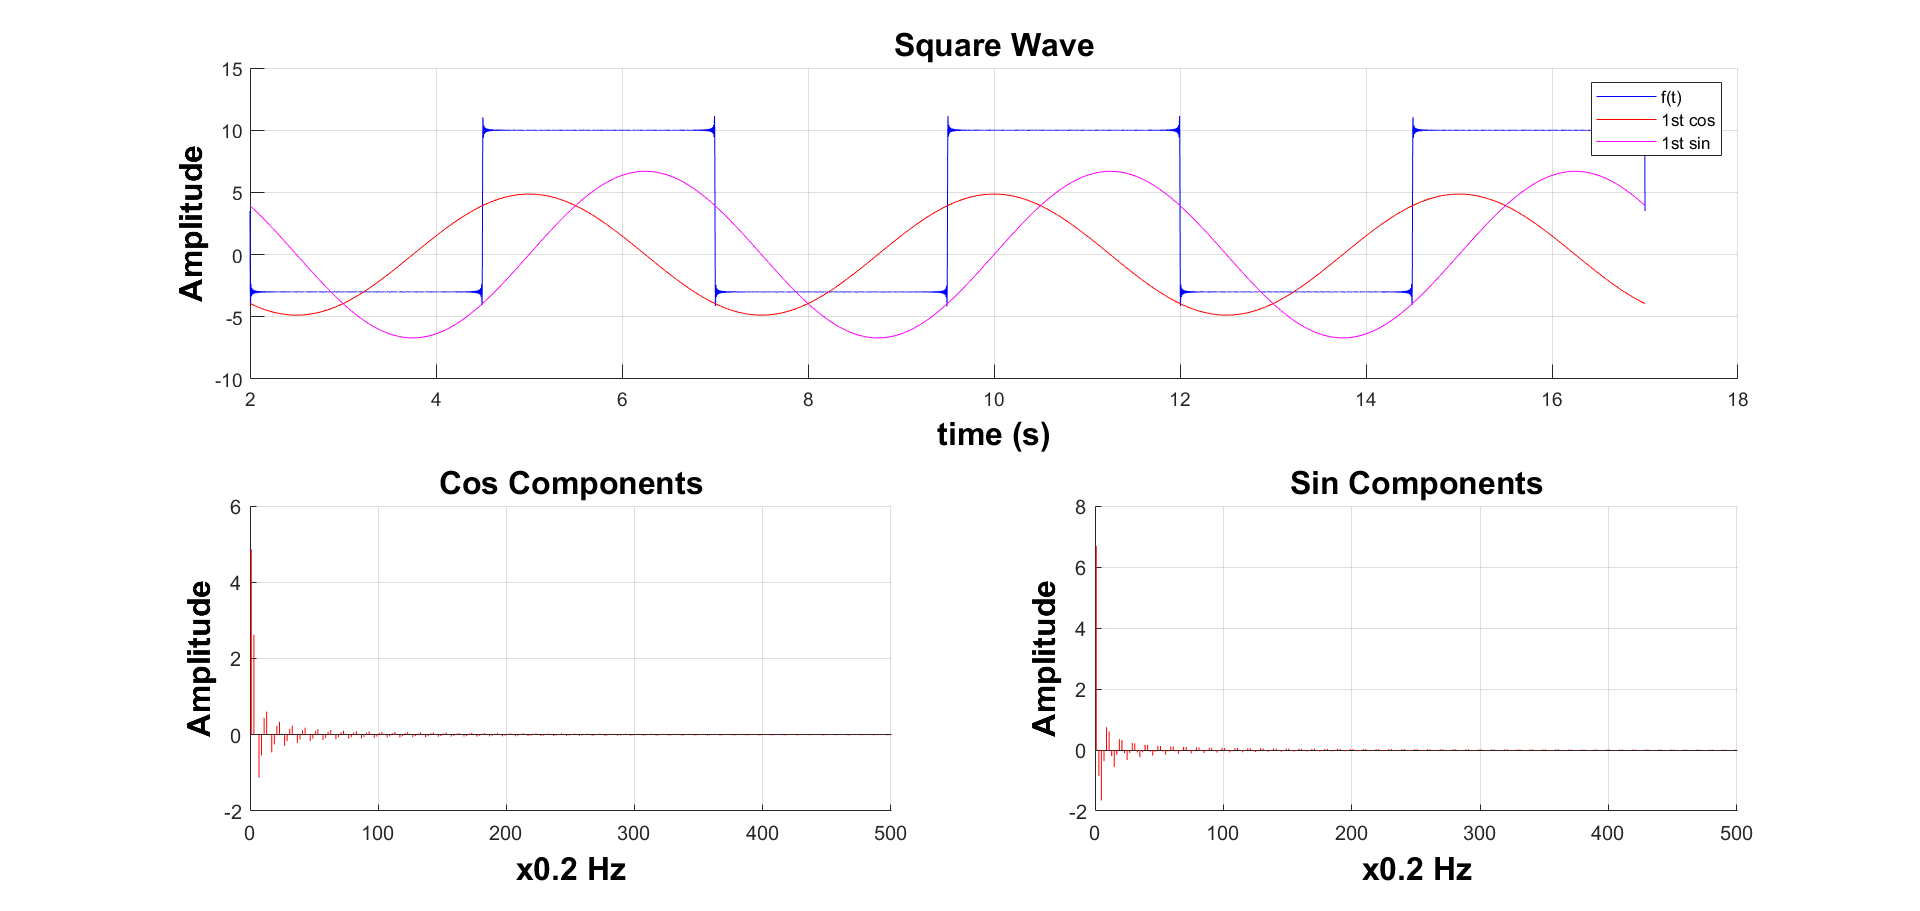 Square Wave
15
10
5
0
-5
-10
Amplitude
f(t)
1st cos
1st sin
2 4 6 8 10 12 14 16 18
time (s)
Cos Components
6
4
2
0
-2
Amplitude
0 100 200 300 400 500
x0.2 Hz
Sin Components
8
6
4
2
0
-2
Amplitude
0 100 200 300 400 500
x0.2 Hz